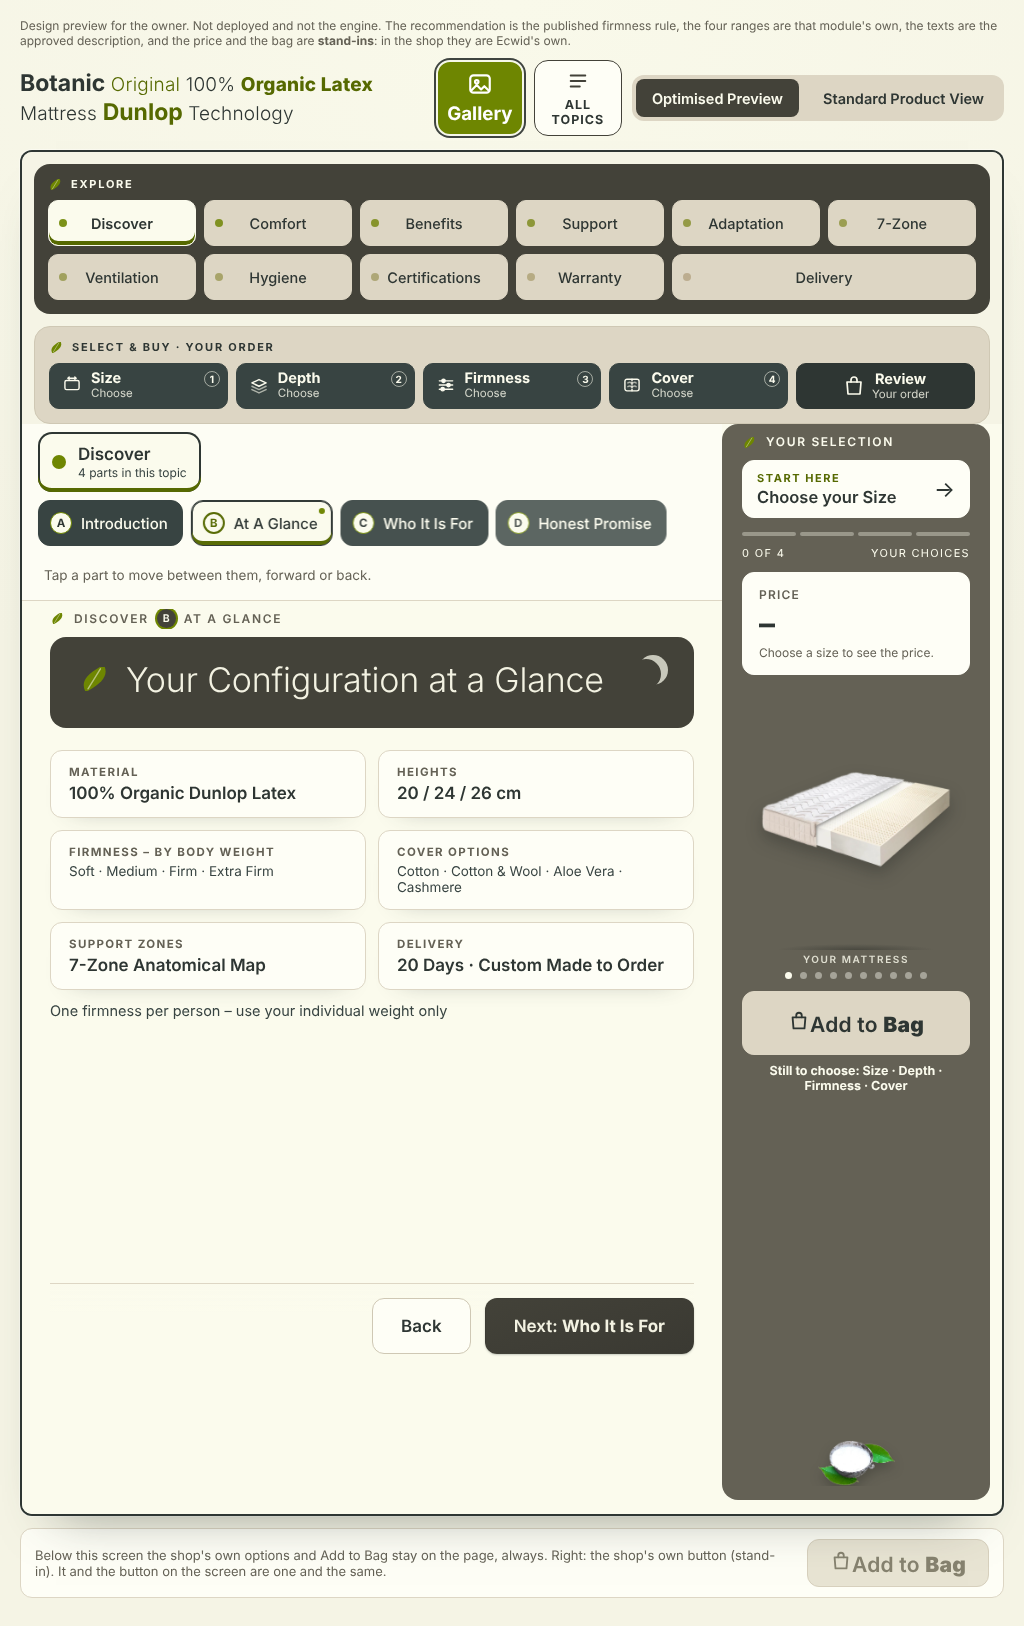 Design preview for the owner. Not deployed and not the engine. The recommendation is the published firmness rule, the four ranges are that module's own, the texts are the
approved description, and the price and the bag are stand-ins: in the shop they are Ecwid's own.
Botanic Original 100% Organic Latex
Mattress Dunlop Technology
Gallery
ALL
TOPICS
Optimised Preview
Standard Product View
EXPLORE
Discover
Comfort
Benefits
Support
Adaptation
7-Zone
Ventilation
Hygiene
Certifications
Warranty
Delivery
SELECT & BUY · YOUR ORDER
Size
Choose
1
Depth
Choose
2
Firmness
Choose
3
Cover
Choose
4
Review
Your order
Discover
4 parts in this topic
A Introduction
B At A Glance
C Who It Is For
D Honest Promise
Tap a part to move between them, forward or back.
DISCOVER B AT A GLANCE
Your Configuration at a Glance
MATERIAL
100% Organic Dunlop Latex
HEIGHTS
20 / 24 / 26 cm
FIRMNESS – BY BODY WEIGHT
Soft · Medium · Firm · Extra Firm
COVER OPTIONS
Cotton · Cotton & Wool · Aloe Vera ·
Cashmere
SUPPORT ZONES
7-Zone Anatomical Map
DELIVERY
20 Days · Custom Made to Order
One firmness per person – use your individual weight only
Back
Next: Who It Is For
YOUR SELECTION
START HERE
Choose your Size
0 OF 4
YOUR CHOICES
PRICE
–
Choose a size to see the price.
YOUR MATTRESS
Add to Bag
Still to choose: Size · Depth ·
Firmness · Cover
Below this screen the shop's own options and Add to Bag stay on the page, always. Right: the shop's own button (stand-
in). It and the button on the screen are one and the same.
Add to Bag